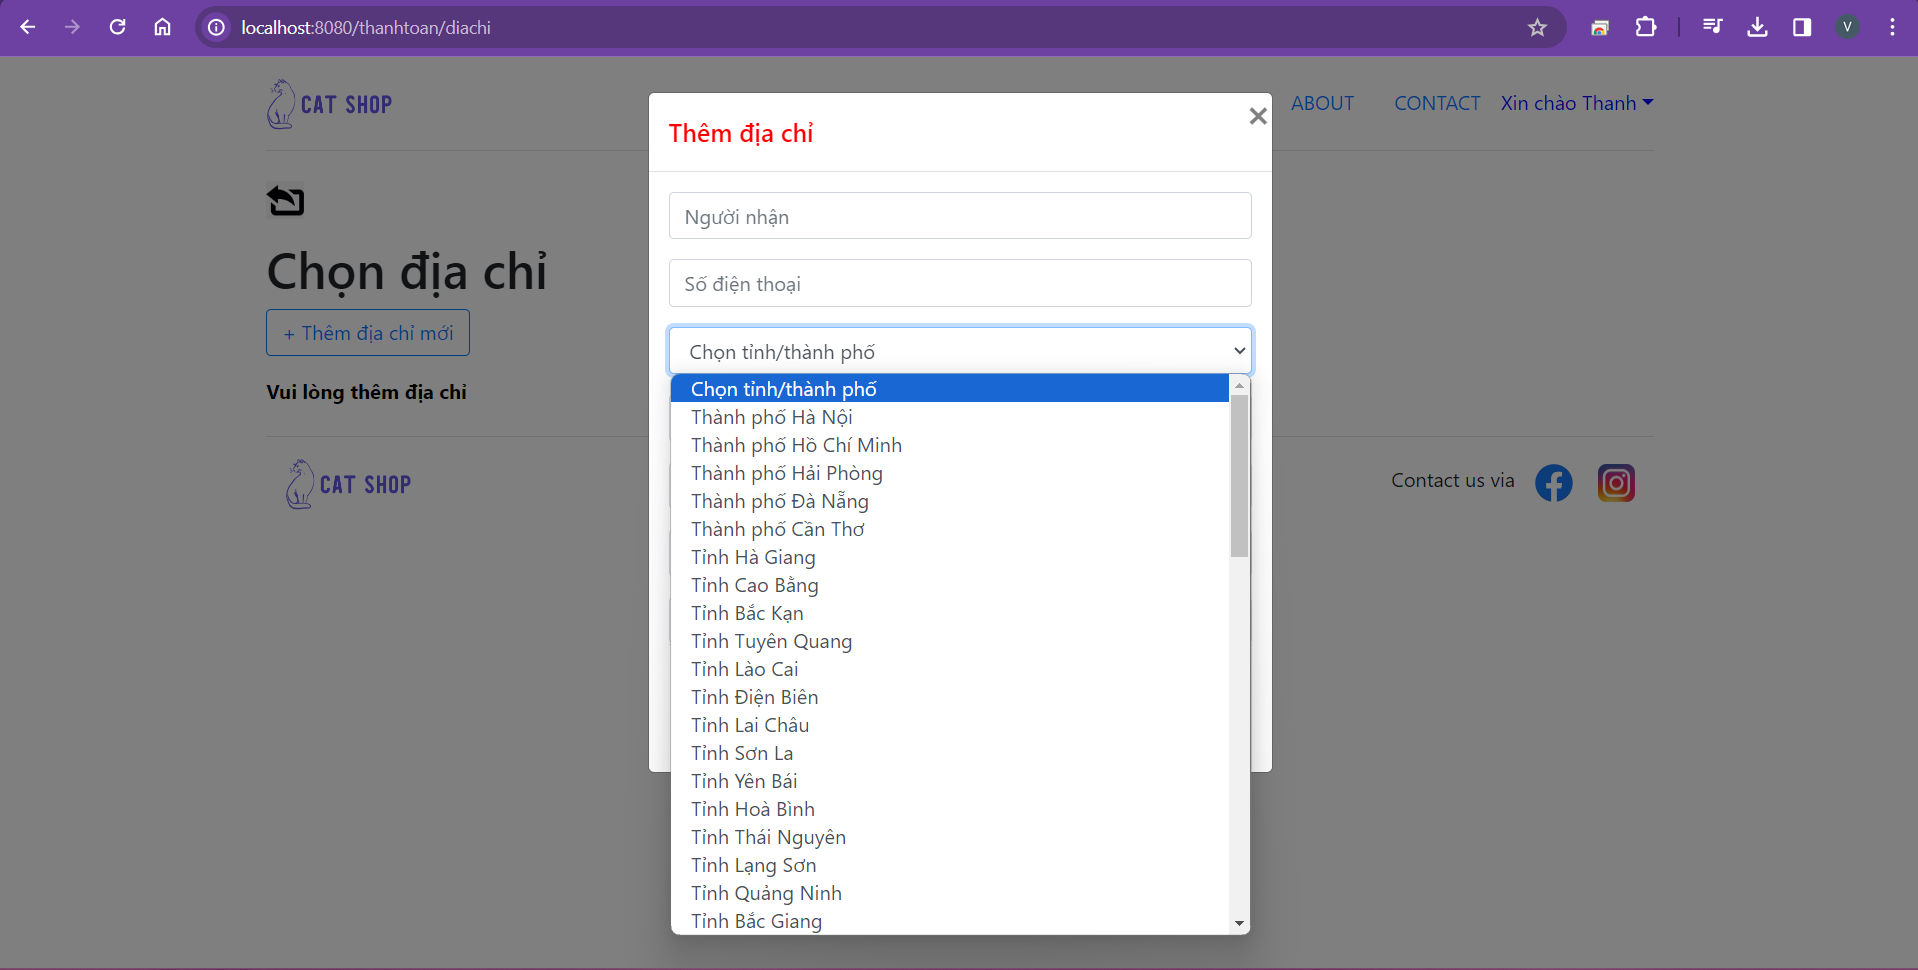 localhost:8080/thanhtoan/diachi
V
CAT SHOP
ABOUT
CONTACT
Xin chào Thanh
Thêm địa chỉ
×
Người nhận
Số điện thoại
Chọn tỉnh/thành phố
Chọn địa chỉ
+ Thêm địa chỉ mới
Vui lòng thêm địa chỉ
Chọn tỉnh/thành phố
Thành phố Hà Nội
Thành phố Hồ Chí Minh
Thành phố Hải Phòng
Thành phố Đà Nẵng
Thành phố Cần Thơ
Tỉnh Hà Giang
Tỉnh Cao Bằng
Tỉnh Bắc Kạn
Tỉnh Tuyên Quang
Tỉnh Lào Cai
Tỉnh Điện Biên
Tỉnh Lai Châu
Tỉnh Sơn La
Tỉnh Yên Bái
Tỉnh Hoà Bình
Tỉnh Thái Nguyên
Tỉnh Lạng Sơn
Tỉnh Quảng Ninh
Tỉnh Bắc Giang
CAT SHOP
Contact us via